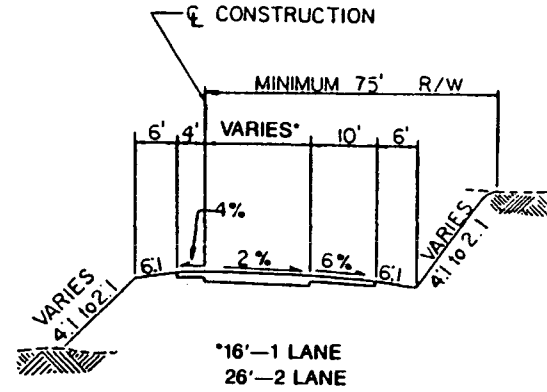 ℄ CONSTRUCTION
MINIMUM 75' R/W
6' 4' VARIES* 10' 6'
4%
6:1 2% 6% 6:1
VARIES
4:1 to 2:1
VARIES
4:1 to 2:1
*16'—1 LANE
26'—2 LANE